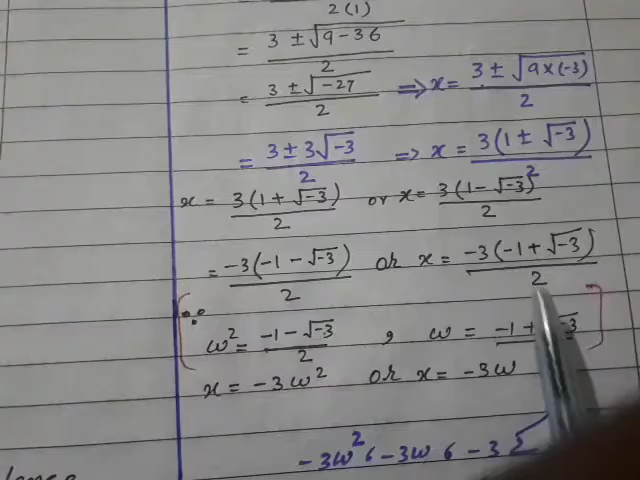 2(1)
= 3 ± √9 - 36 / 2
= 3 ± √-27 / 2 ⟹ x = 3 ± √9×(-3) / 2
= 3 ± 3√-3 / 2 ⟹ x = 3(1 ± √-3) / 2
x = 3(1 + √-3) / 2 or x = 3(1 - √-3) / 2
= -3(-1 - √-3) / 2 or x = -3(-1 + √-3) / 2
∵ ω² = -1 - √-3 / 2 , ω = -1 + -3
x = -3ω² or x = -3ω
-3ω² , -3ω , -3 }